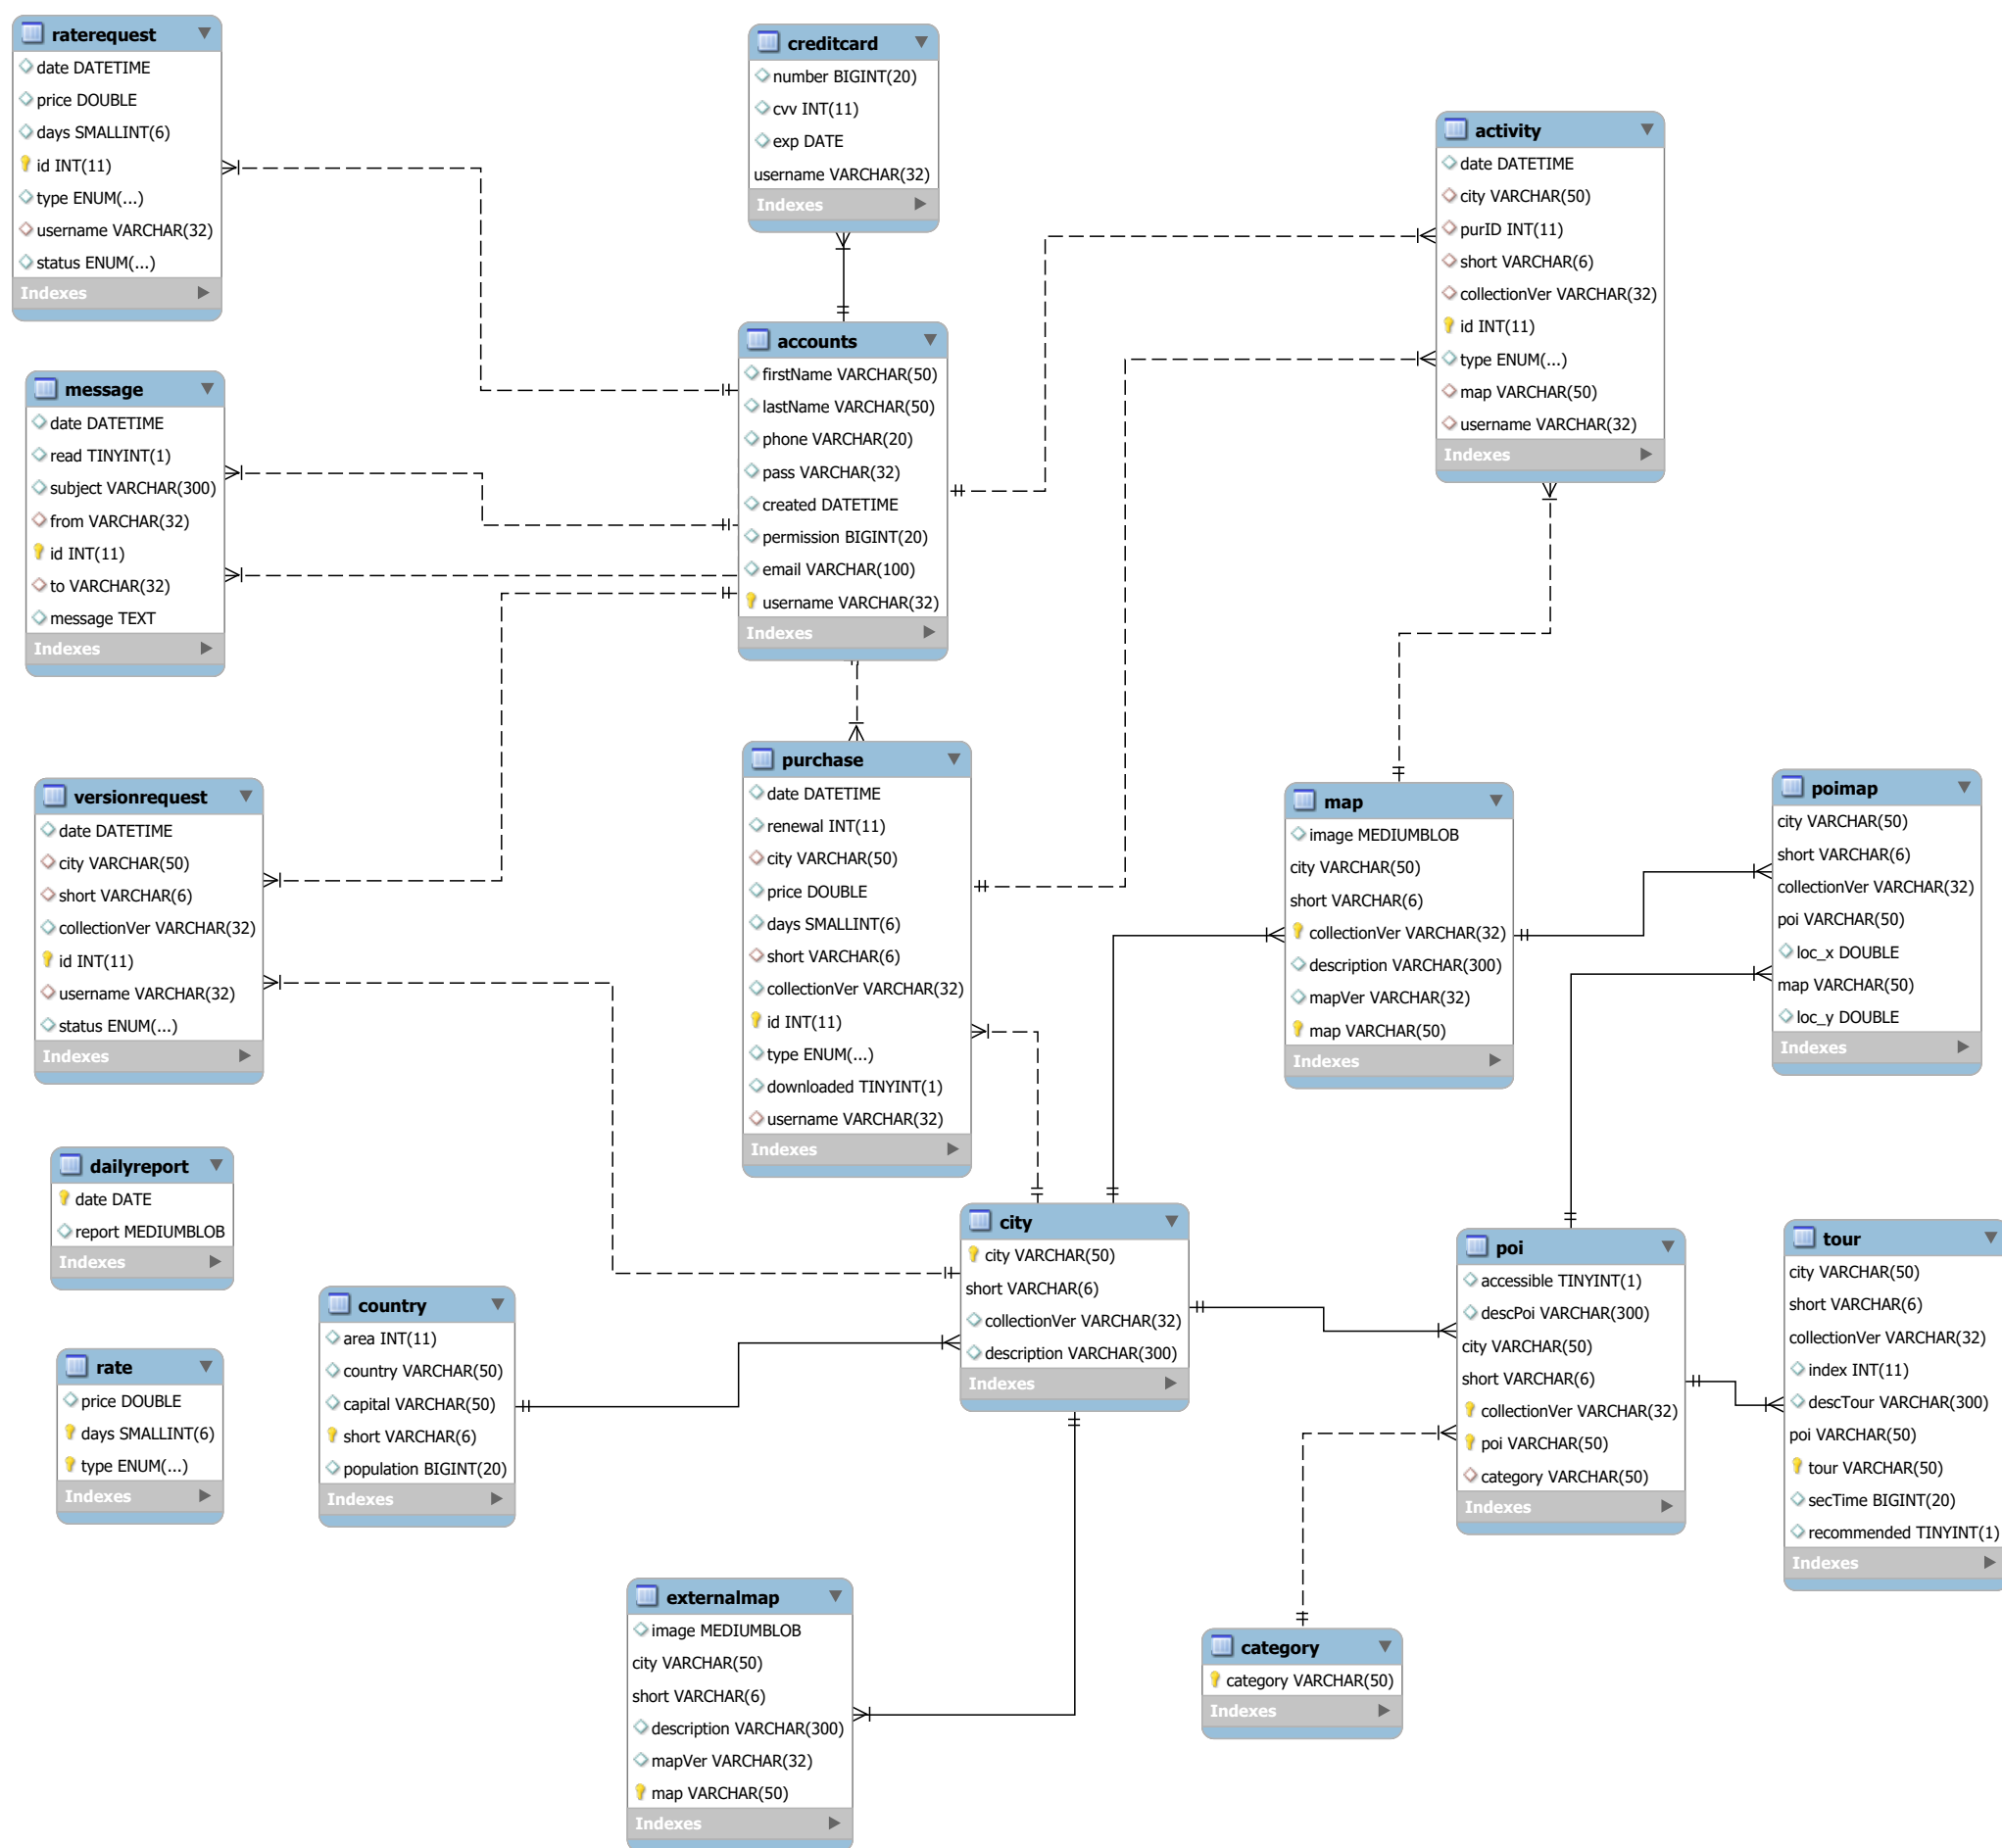 raterequest
date DATETIME
price DOUBLE
days SMALLINT(6)
id INT(11)
type ENUM(...)
username VARCHAR(32)
status ENUM(...)
Indexes
creditcard
number BIGINT(20)
cvv INT(11)
exp DATE
username VARCHAR(32)
Indexes
activity
date DATETIME
city VARCHAR(50)
purID INT(11)
short VARCHAR(6)
collectionVer VARCHAR(32)
id INT(11)
type ENUM(...)
map VARCHAR(50)
username VARCHAR(32)
Indexes
accounts
firstName VARCHAR(50)
lastName VARCHAR(50)
phone VARCHAR(20)
pass VARCHAR(32)
created DATETIME
permission BIGINT(20)
email VARCHAR(100)
username VARCHAR(32)
Indexes
message
date DATETIME
read TINYINT(1)
subject VARCHAR(300)
from VARCHAR(32)
id INT(11)
to VARCHAR(32)
message TEXT
Indexes
purchase
date DATETIME
renewal INT(11)
city VARCHAR(50)
price DOUBLE
days SMALLINT(6)
short VARCHAR(6)
collectionVer VARCHAR(32)
id INT(11)
type ENUM(...)
downloaded TINYINT(1)
username VARCHAR(32)
Indexes
versionrequest
date DATETIME
city VARCHAR(50)
short VARCHAR(6)
collectionVer VARCHAR(32)
id INT(11)
username VARCHAR(32)
status ENUM(...)
Indexes
map
image MEDIUMBLOB
city VARCHAR(50)
short VARCHAR(6)
collectionVer VARCHAR(32)
description VARCHAR(300)
mapVer VARCHAR(32)
map VARCHAR(50)
Indexes
poimap
city VARCHAR(50)
short VARCHAR(6)
collectionVer VARCHAR(32)
poi VARCHAR(50)
loc_x DOUBLE
map VARCHAR(50)
loc_y DOUBLE
Indexes
dailyreport
date DATE
report MEDIUMBLOB
Indexes
city
city VARCHAR(50)
short VARCHAR(6)
collectionVer VARCHAR(32)
description VARCHAR(300)
Indexes
poi
accessible TINYINT(1)
descPoi VARCHAR(300)
city VARCHAR(50)
short VARCHAR(6)
collectionVer VARCHAR(32)
poi VARCHAR(50)
category VARCHAR(50)
Indexes
tour
city VARCHAR(50)
short VARCHAR(6)
collectionVer VARCHAR(32)
index INT(11)
descTour VARCHAR(300)
poi VARCHAR(50)
tour VARCHAR(50)
secTime BIGINT(20)
recommended TINYINT(1)
Indexes
country
area INT(11)
country VARCHAR(50)
capital VARCHAR(50)
short VARCHAR(6)
population BIGINT(20)
Indexes
rate
price DOUBLE
days SMALLINT(6)
type ENUM(...)
Indexes
externalmap
image MEDIUMBLOB
city VARCHAR(50)
short VARCHAR(6)
description VARCHAR(300)
mapVer VARCHAR(32)
map VARCHAR(50)
Indexes
category
category VARCHAR(50)
Indexes